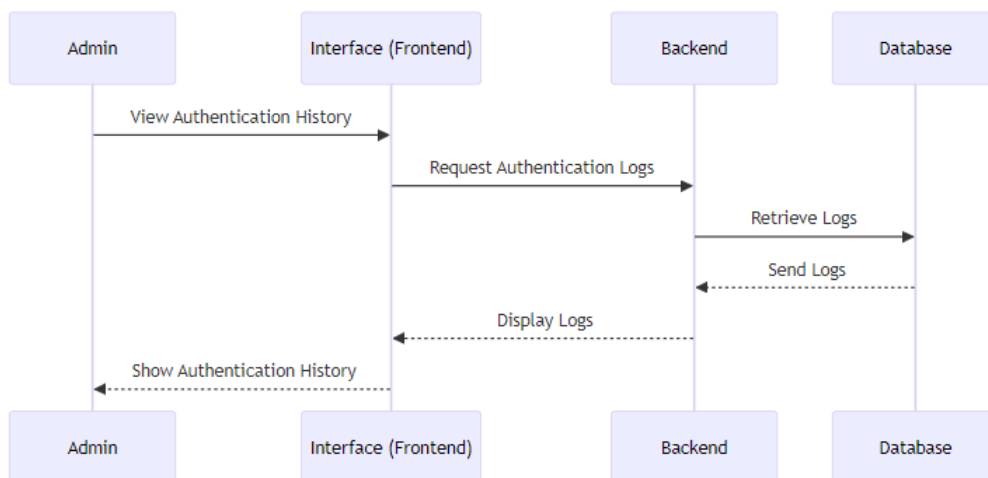 Admin
Interface (Frontend)
Backend
Database
View Authentication History
Request Authentication Logs
Retrieve Logs
Send Logs
Display Logs
Show Authentication History
Admin
Interface (Frontend)
Backend
Database